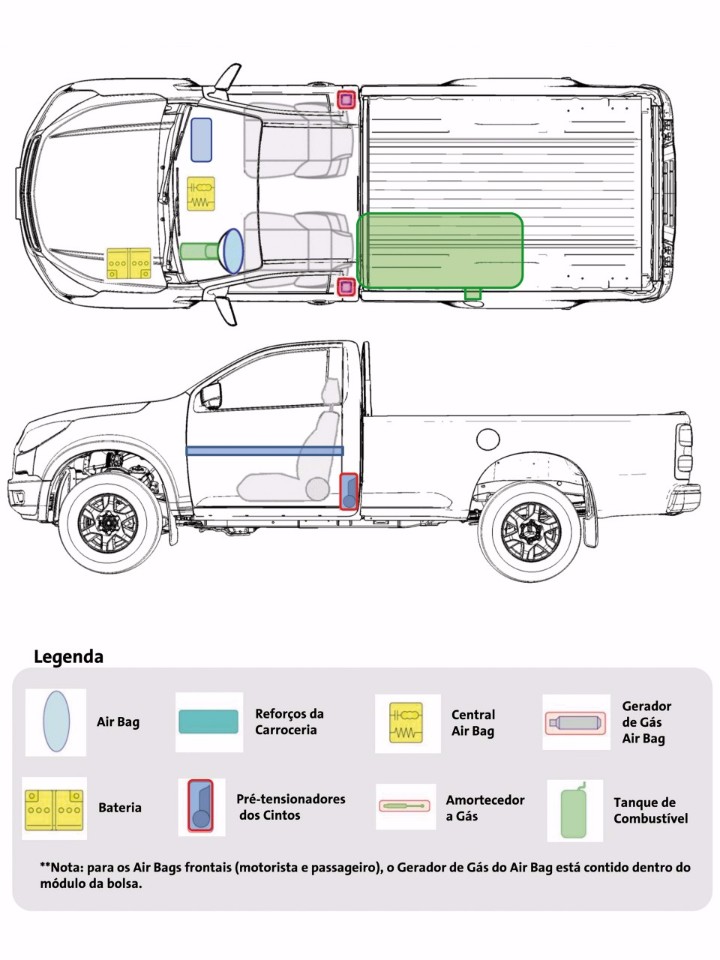 Legenda
Air Bag
Reforços da
Carroceria
Central
Air Bag
Gerador
de Gás
Air Bag
Bateria
Pré-tensionadores
dos Cintos
Amortecedor
a Gás
Tanque de
Combustível
**Nota: para os Air Bags frontais (motorista e passageiro), o Gerador de Gás do Air Bag está contido dentro do
módulo da bolsa.